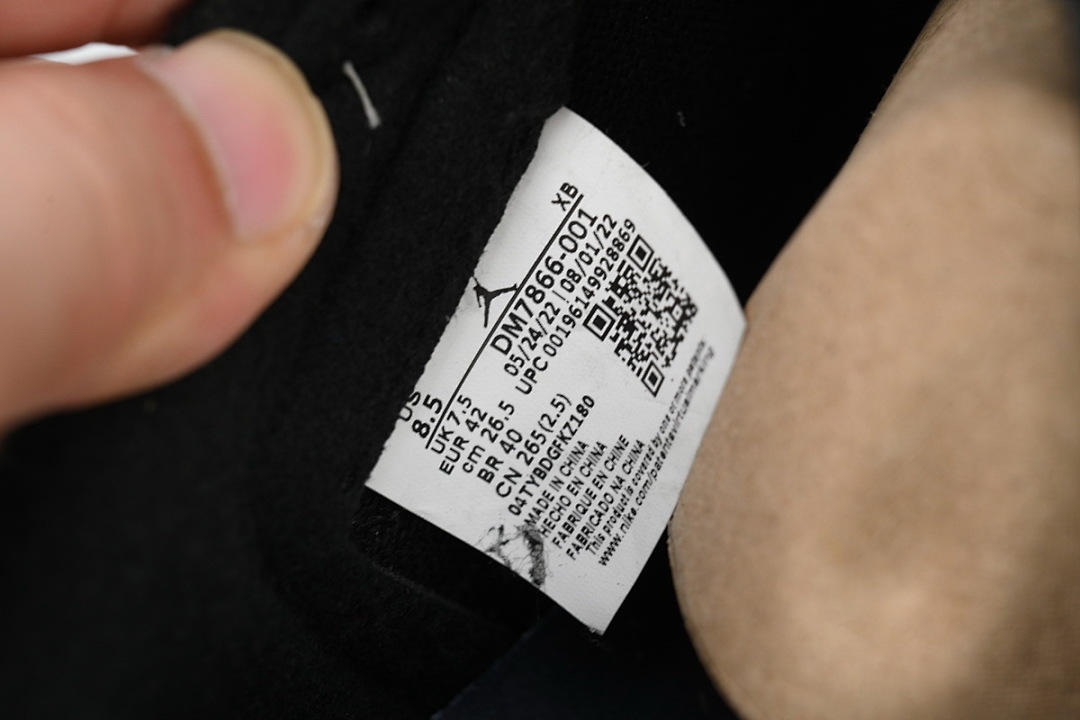 XB
US
8.5
DM7866-001
UK 7.5
05/24/22 | 08/01/22
EUR 42
UPC 00196149928869
cm 26.5
BR 40
CN 265(2.5)
04TYBDGFKZ180
MADE IN CHINA
HECHO EN CHINA
FABRIQUE EN CHINE
FABRICADO NA CHINA
This product is covered by one or more patents.
www.nike.com/patentvirtualmarking